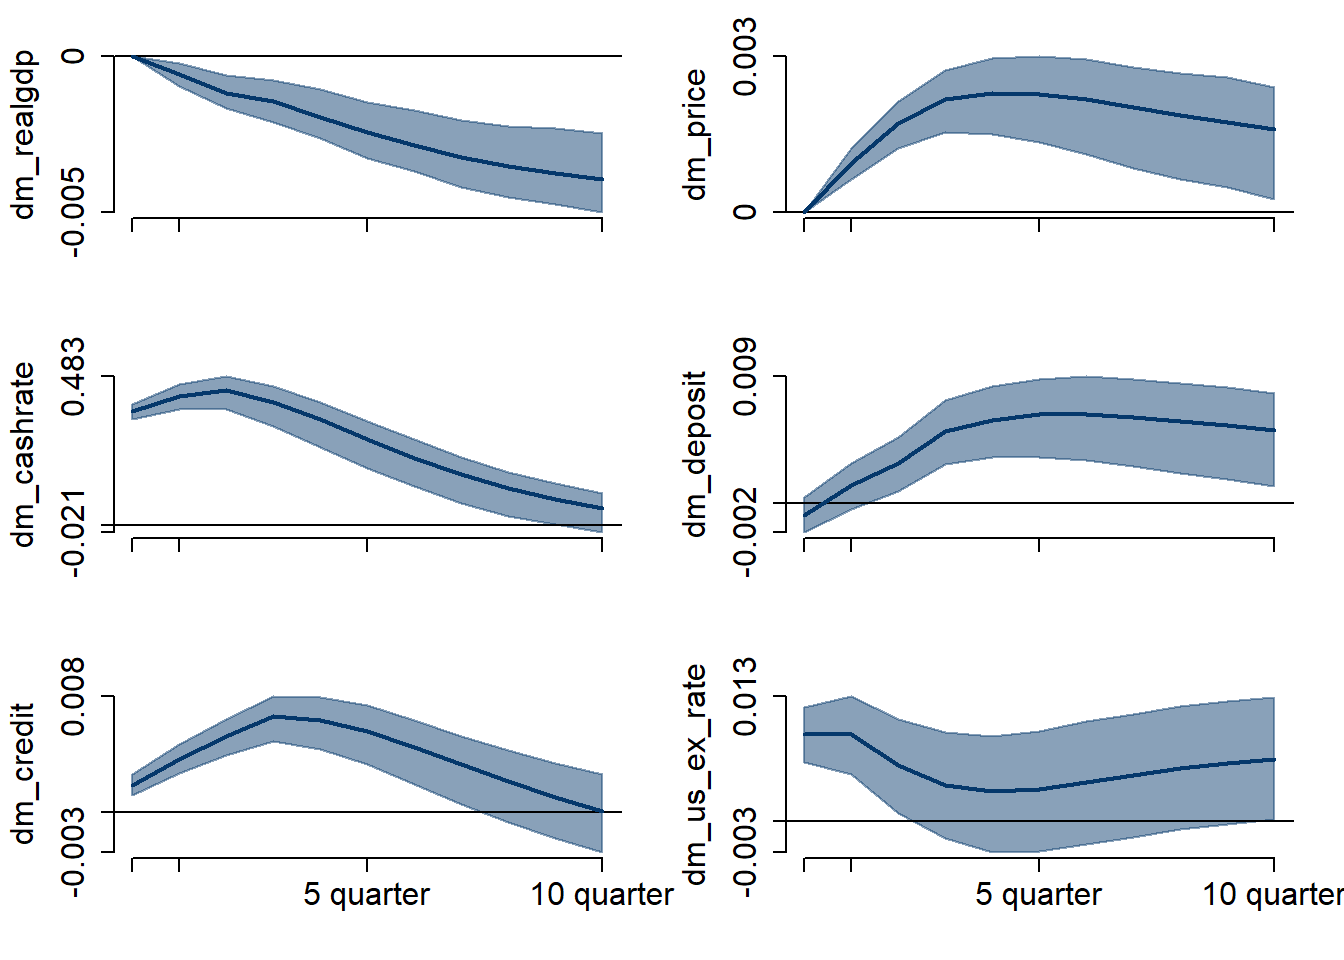 dm_realgdp
0
-0.005
dm_price
0.003
0
dm_cashrate
0.483
-0.021
dm_deposit
0.009
-0.002
dm_credit
0.008
-0.003
5 quarter
10 quarter
dm_us_ex_rate
0.013
-0.003
5 quarter
10 quarter